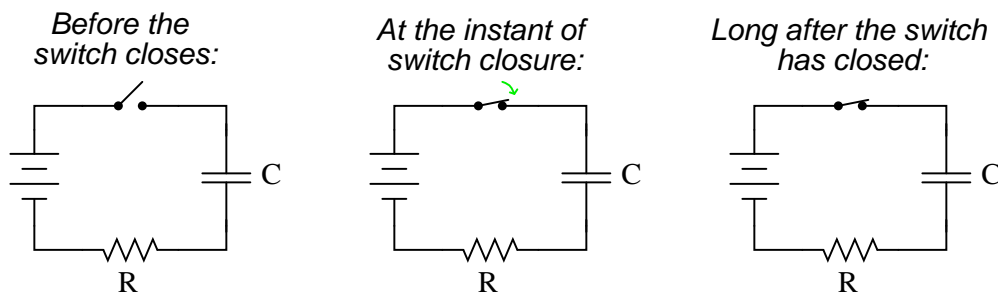 Before the
switch closes:
At the instant of
switch closure:
Long after the switch
has closed:
C
C
C
R
R
R